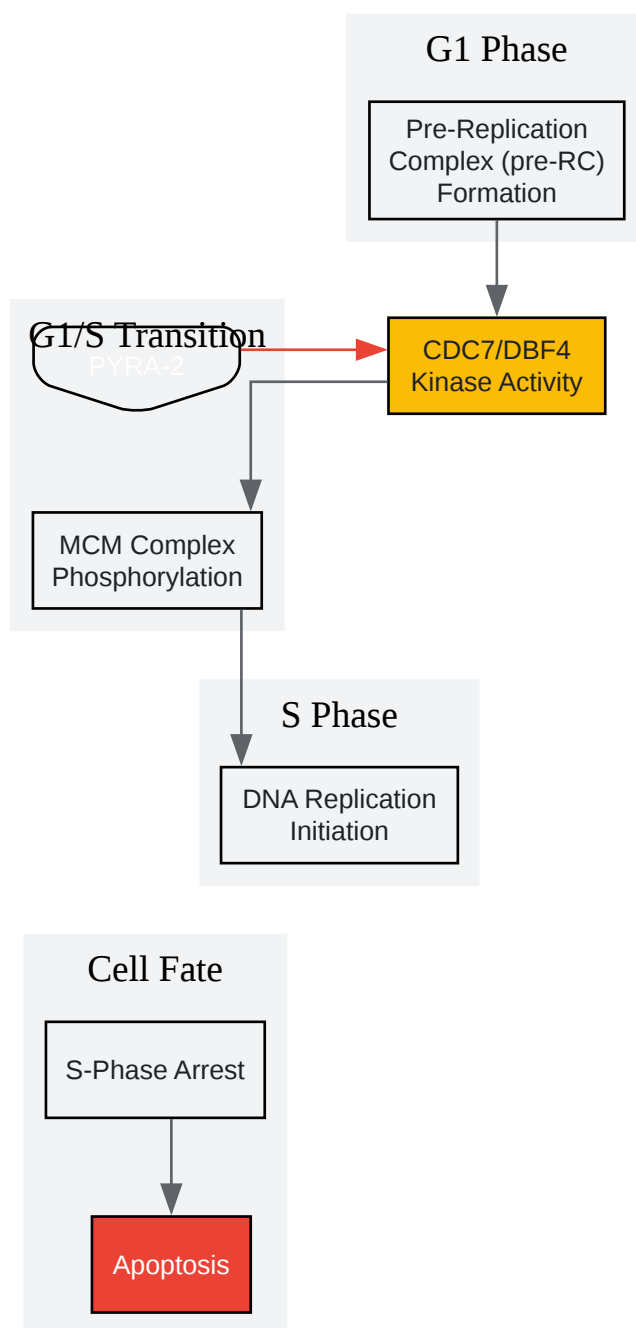 G1 Phase
Pre-Replication
Complex (pre-RC)
Formation
G1/S Transition
PYRA-2
CDC7/DBF4
Kinase Activity
MCM Complex
Phosphorylation
S Phase
DNA Replication
Initiation
Cell Fate
S-Phase Arrest
Apoptosis